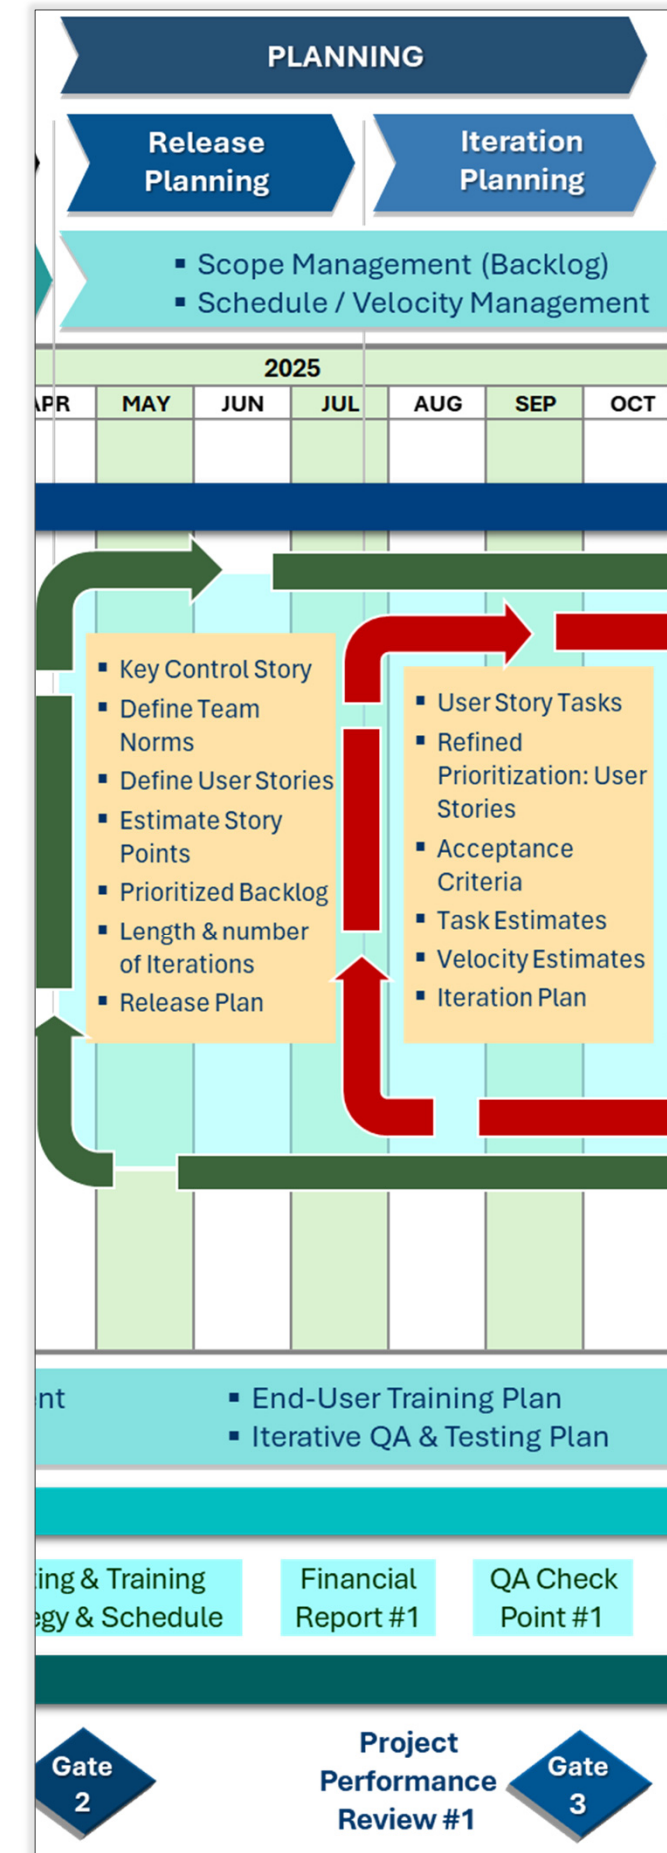 PLANNING
Release
Planning
Iteration
Planning
▪ Scope Management (Backlog)
▪ Schedule / Velocity Management
2025
APR MAY JUN JUL AUG SEP OCT
▪ Key Control Story
▪ Define Team
Norms
▪ Define User Stories
▪ Estimate Story
Points
▪ Prioritized Backlog
▪ Length & number
of Iterations
▪ Release Plan
▪ User Story Tasks
▪ Refined
Prioritization: User
Stories
▪ Acceptance
Criteria
▪ Task Estimates
▪ Velocity Estimates
▪ Iteration Plan
▪ End-User Training Plan
▪ Iterative QA & Testing Plan
& Training
& Schedule
Financial
Report #1
QA Check
Point #1
Gate
2
Project
Performance
Review #1
Gate
3